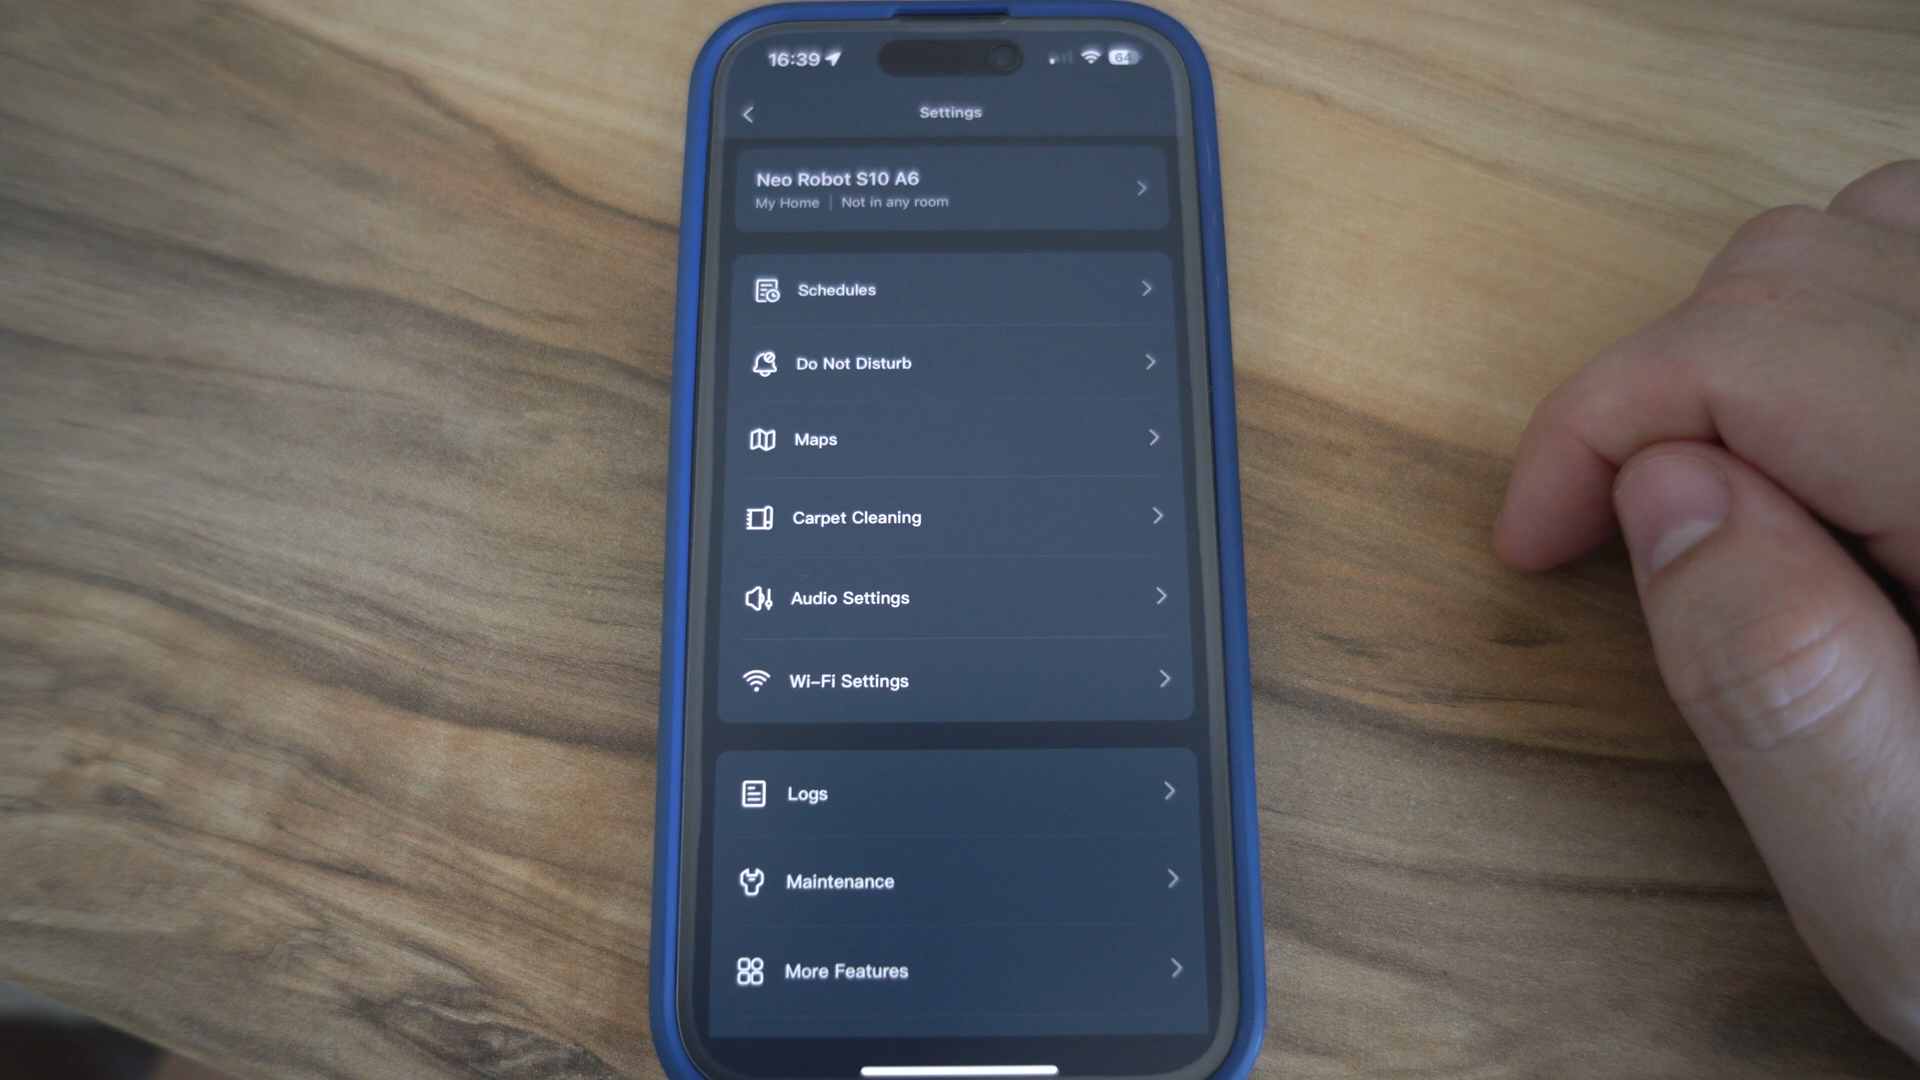 16:39
64
Settings
Neo Robot S10 A6
My Home | Not in any room
Schedules
Do Not Disturb
Maps
Carpet Cleaning
Audio Settings
Wi-Fi Settings
Logs
Maintenance
More Features